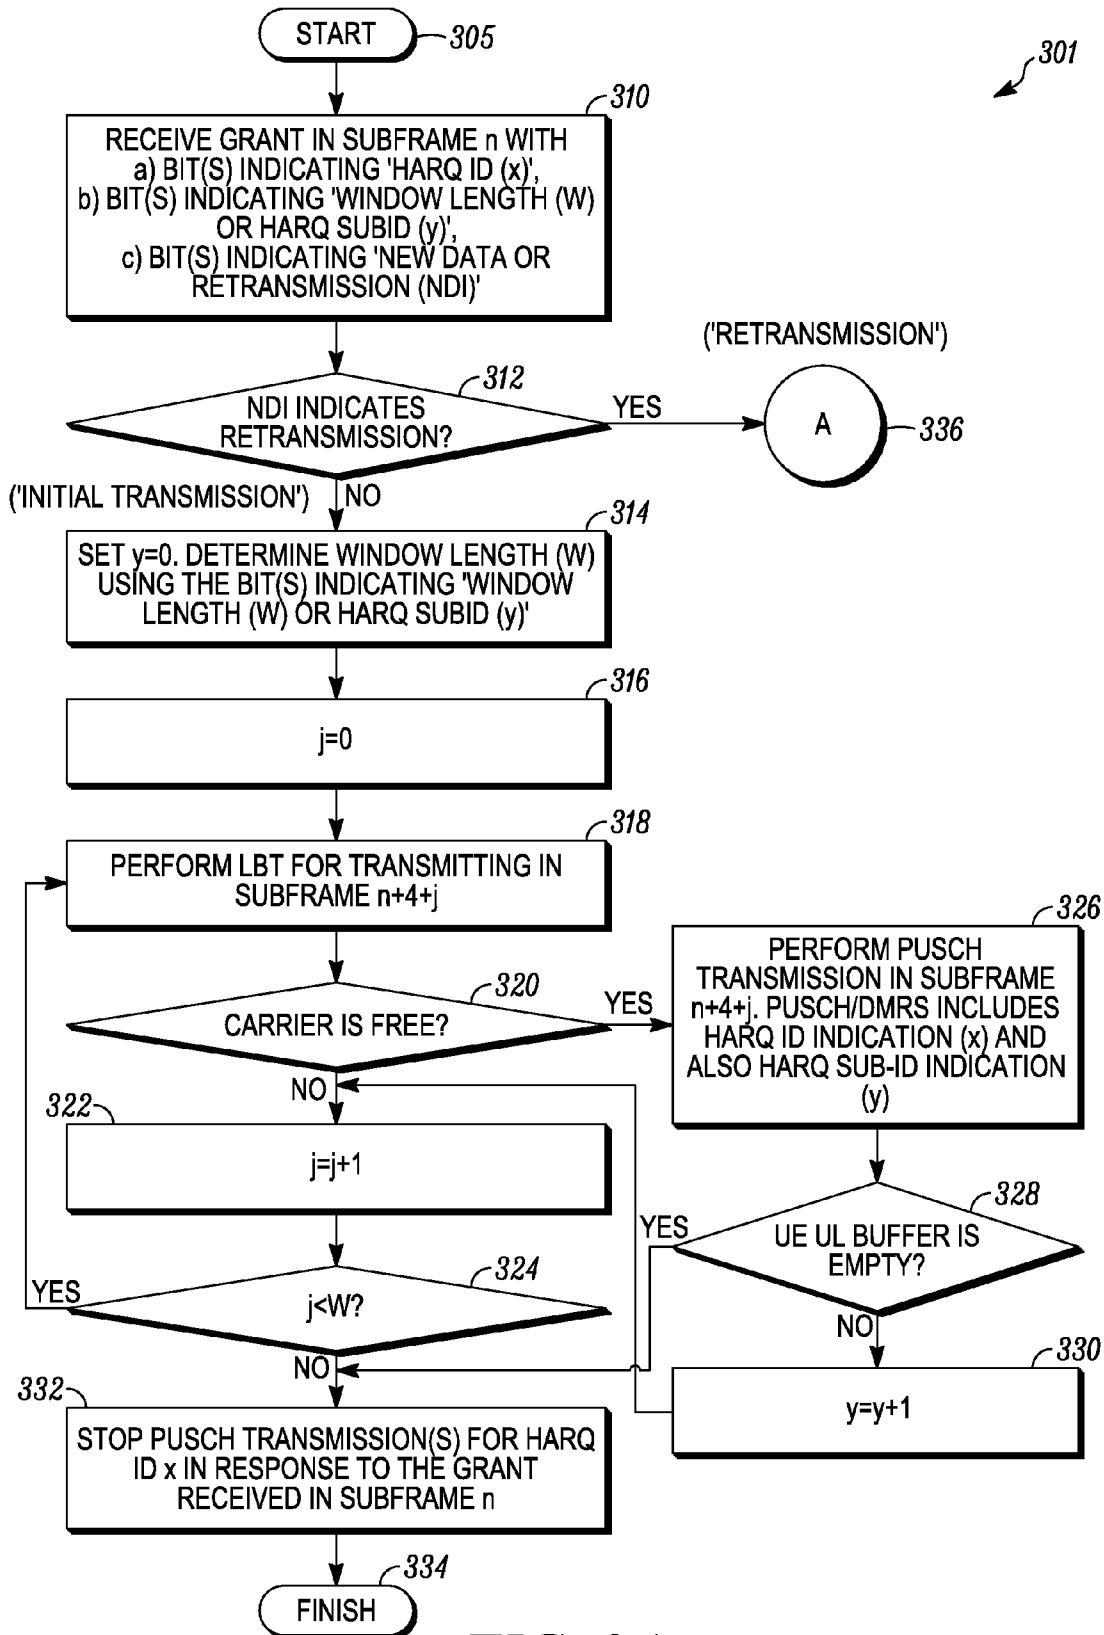 START
305
301
310
RECEIVE GRANT IN SUBFRAME n WITH
a) BIT(S) INDICATING 'HARQ ID (x)',
b) BIT(S) INDICATING 'WINDOW LENGTH (W)
OR HARQ SUBID (y)',
c) BIT(S) INDICATING 'NEW DATA OR
RETRANSMISSION (NDI)'
('RETRANSMISSION')
312
NDI INDICATES
RETRANSMISSION?
YES
A
336
('INITIAL TRANSMISSION')
NO
314
SET y=0. DETERMINE WINDOW LENGTH (W)
USING THE BIT(S) INDICATING 'WINDOW
LENGTH (W) OR HARQ SUBID (y)'
316
j=0
318
PERFORM LBT FOR TRANSMITTING IN
SUBFRAME n+4+j
320
CARRIER IS FREE?
YES
326
PERFORM PUSCH
TRANSMISSION IN SUBFRAME
n+4+j. PUSCH/DMRS INCLUDES
HARQ ID INDICATION (x) AND
ALSO HARQ SUB-ID INDICATION
(y)
NO
322
j=j+1
328
UE UL BUFFER IS
EMPTY?
YES
NO
324
j<W?
YES
NO
330
y=y+1
332
STOP PUSCH TRANSMISSION(S) FOR HARQ
ID x IN RESPONSE TO THE GRANT
RECEIVED IN SUBFRAME n
334
FINISH